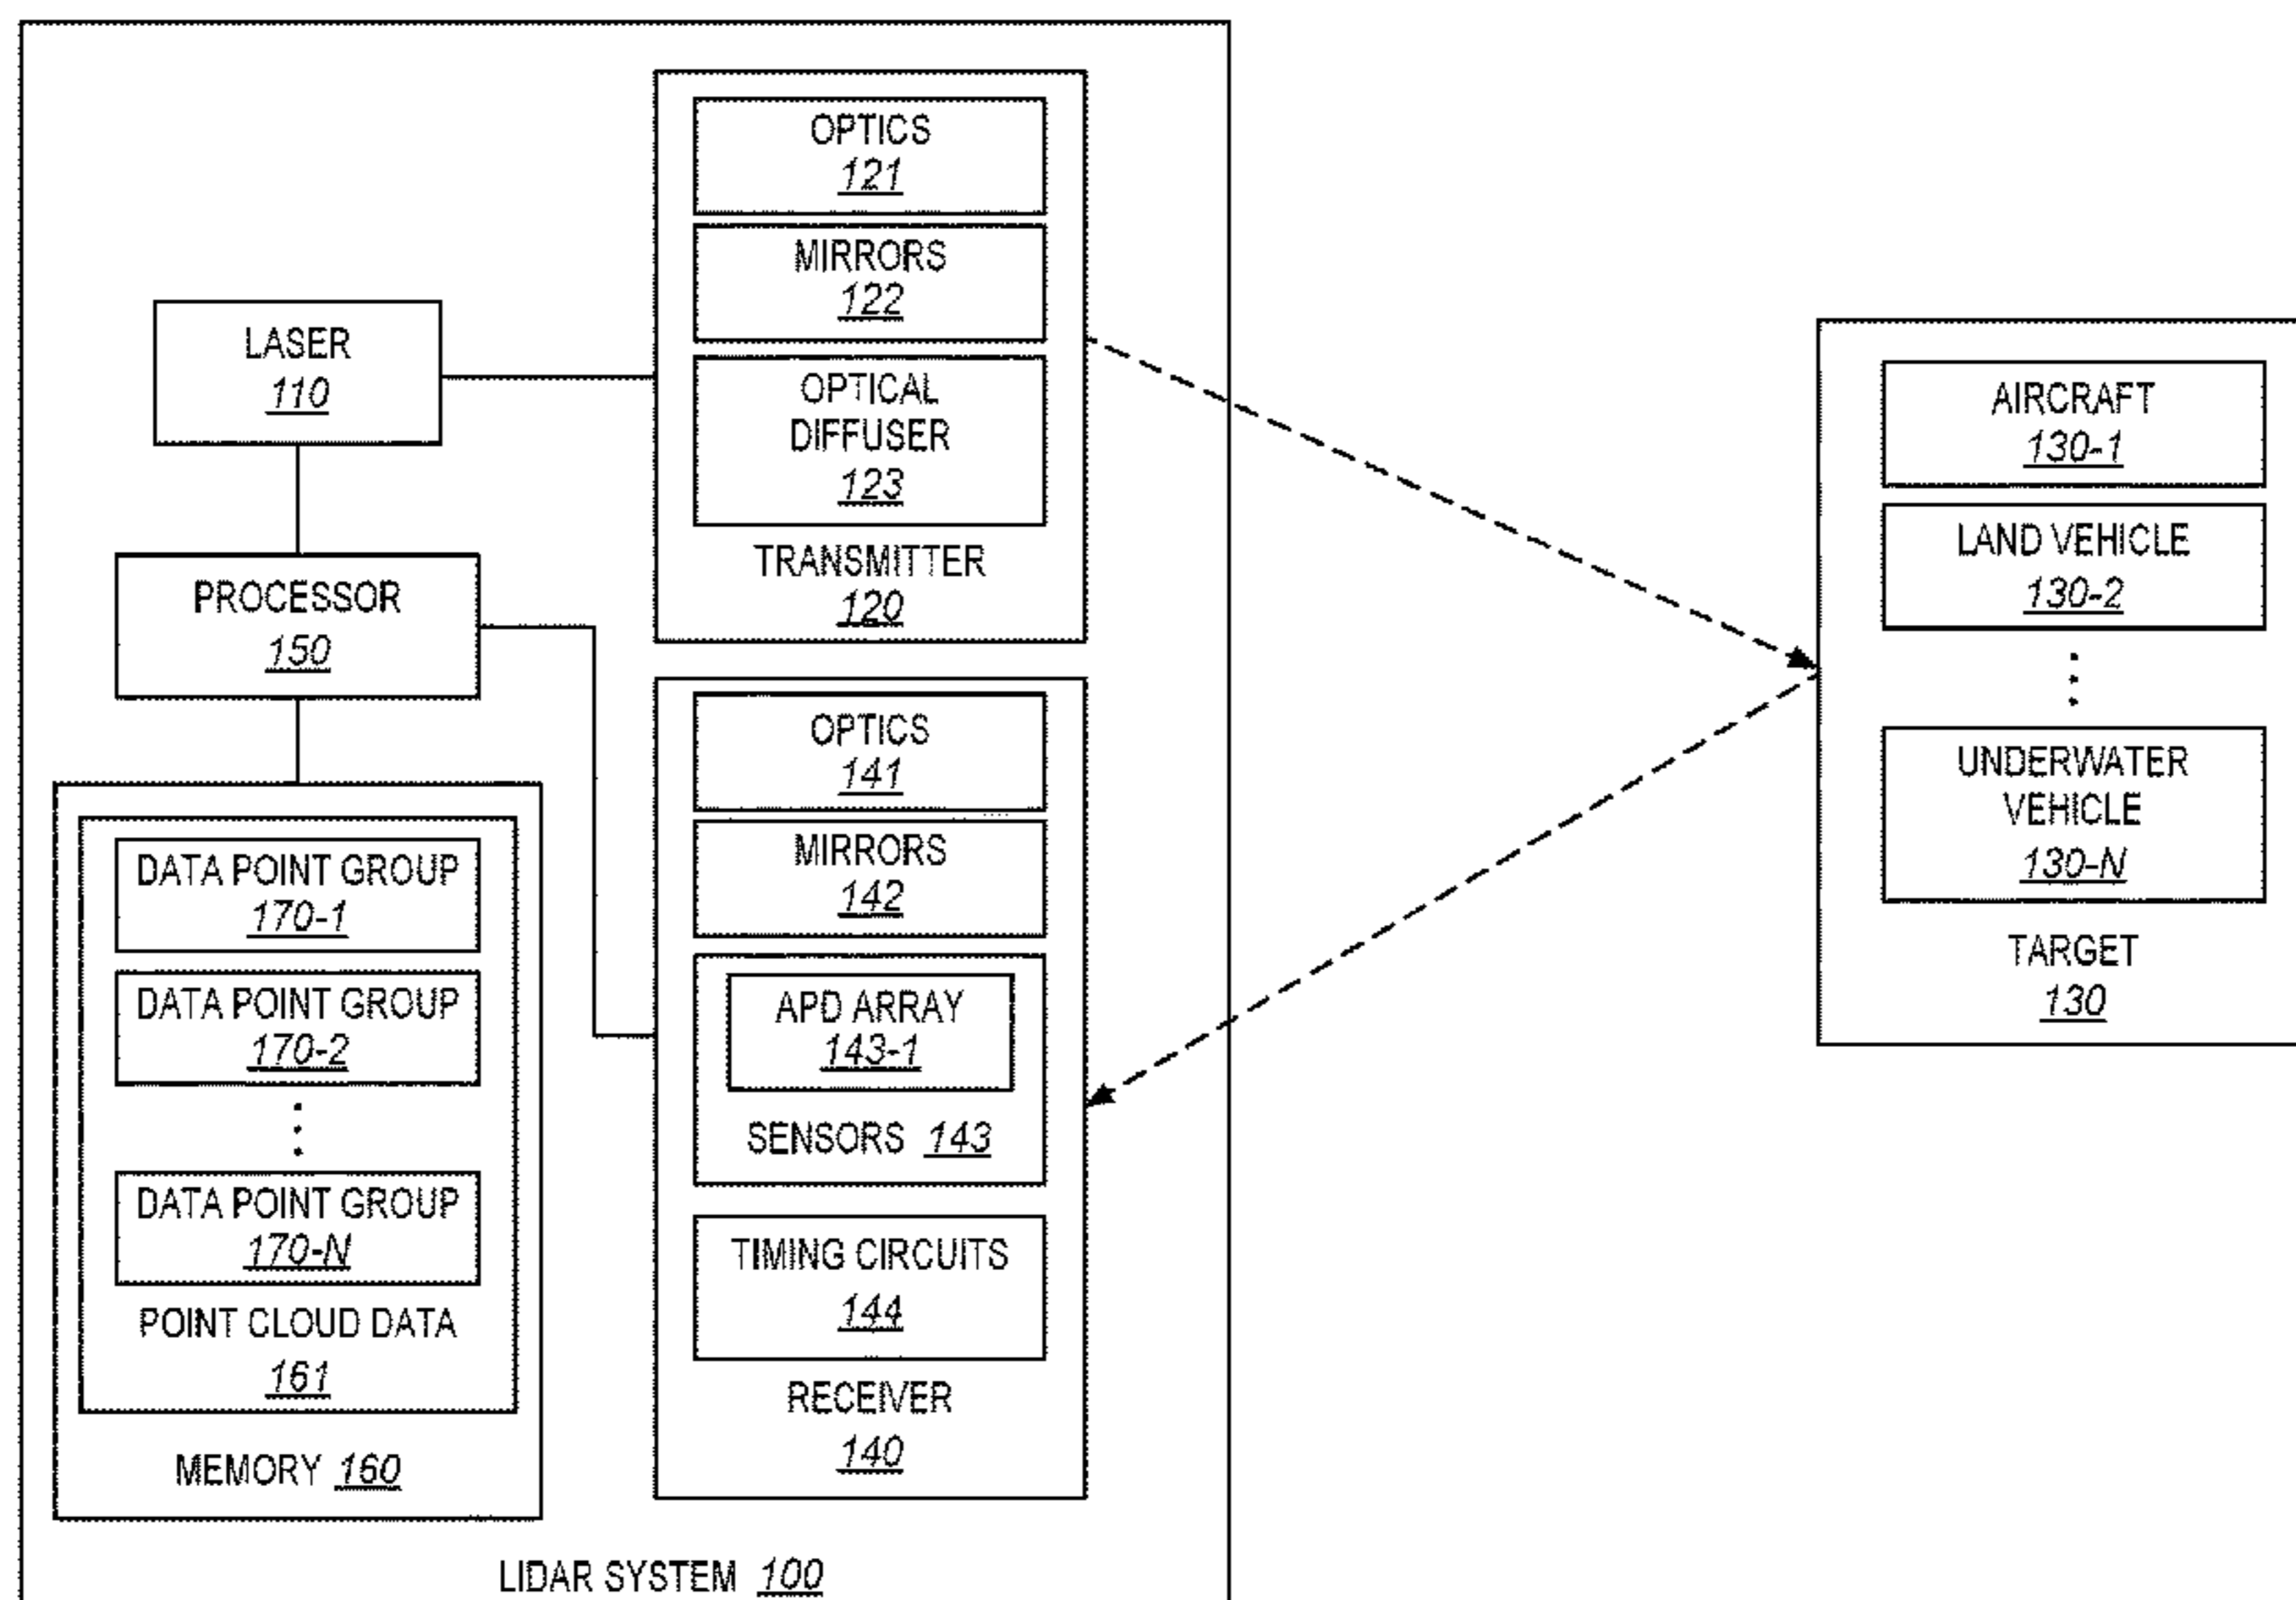 OPTICS
121
MIRRORS
122
OPTICAL
DIFFUSER
123
TRANSMITTER
120
LASER
110
PROCESSOR
150
DATA POINT GROUP
170-1
DATA POINT GROUP
170-2
DATA POINT GROUP
170-N
POINT CLOUD DATA
161
MEMORY 160
OPTICS
141
MIRRORS
142
APD ARRAY
143-1
SENSORS 143
TIMING CIRCUITS
144
RECEIVER
140
LIDAR SYSTEM 100
AIRCRAFT
130-1
LAND VEHICLE
130-2
UNDERWATER
VEHICLE
130-N
TARGET
130